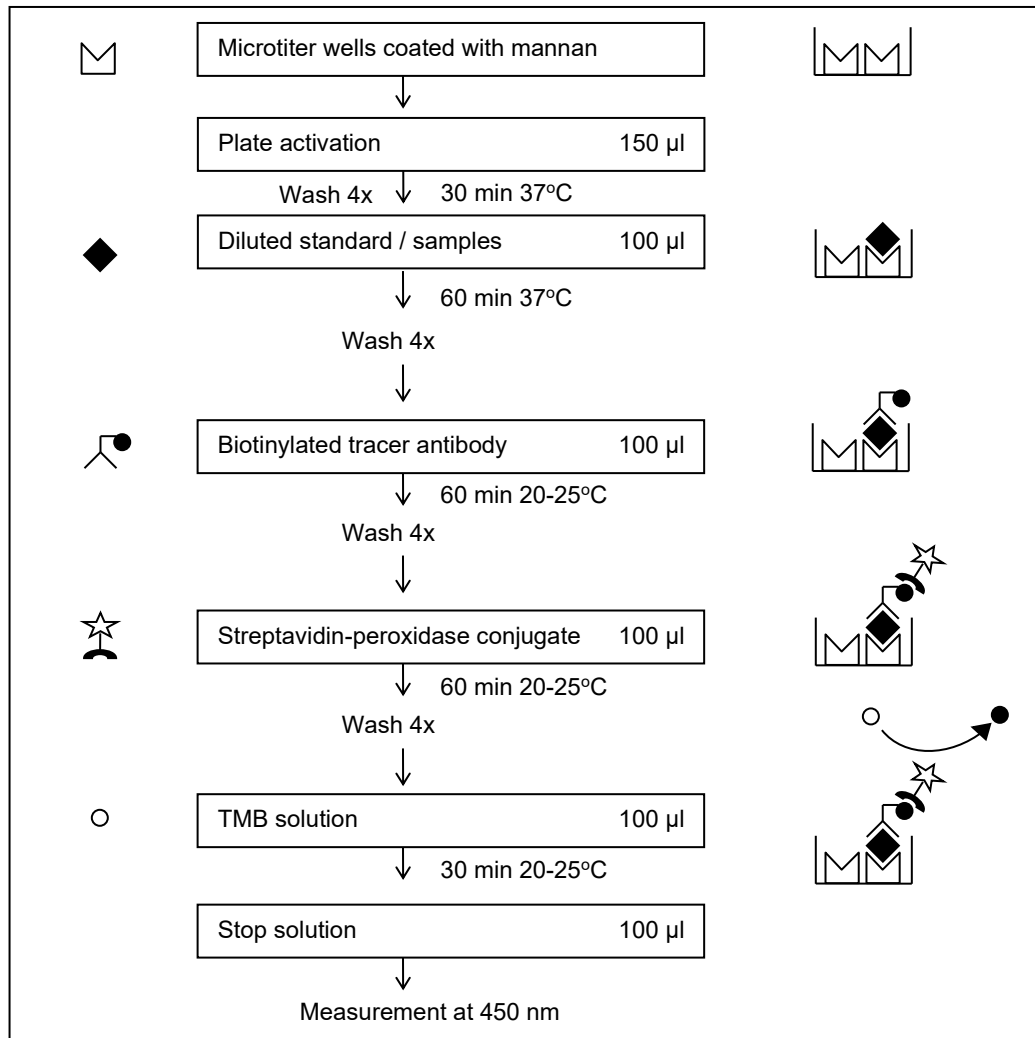 Microtiter wells coated with mannan
Plate activation 150 µl
Wash 4x 30 min 37°C
Diluted standard / samples 100 µl
60 min 37°C
Wash 4x
Biotinylated tracer antibody 100 µl
60 min 20-25°C
Wash 4x
Streptavidin-peroxidase conjugate 100 µl
60 min 20-25°C
Wash 4x
TMB solution 100 µl
30 min 20-25°C
Stop solution 100 µl
Measurement at 450 nm